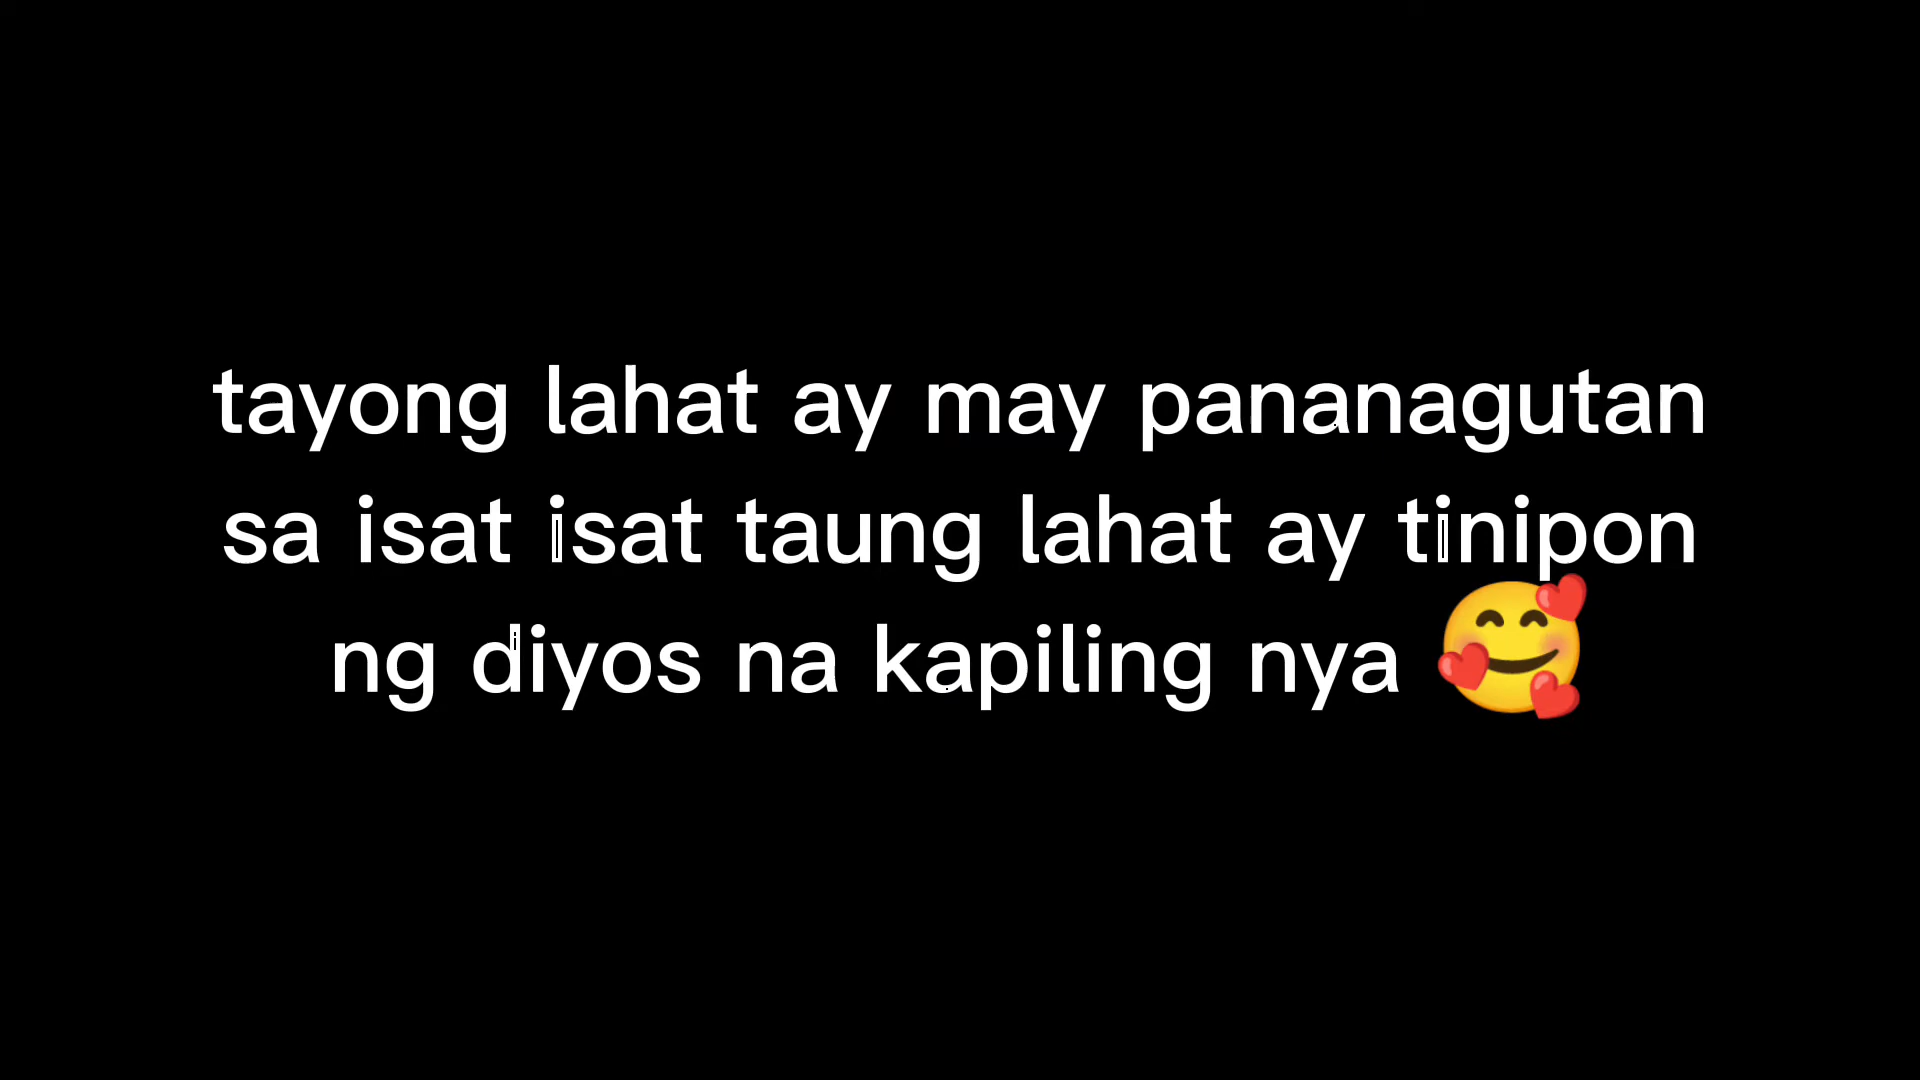 tayong lahat ay may pananagutan
sa isat isat taung lahat ay tinipon
ng diyos na kapiling nya 🥰